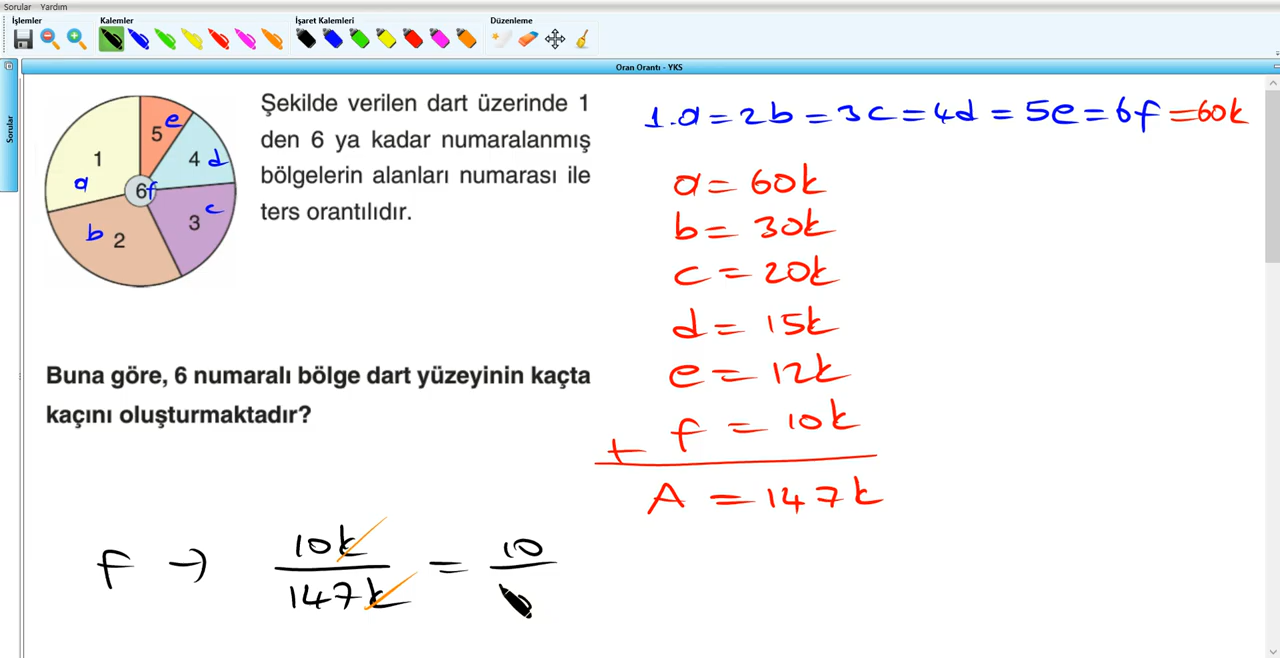 Sorular Yardım
İşlemler Kalemler İşaret Kalemleri Düzenleme
Oran Orantı - YKS
Sorular
Şekilde verilen dart üzerinde 1
den 6 ya kadar numaralanmış
bölgelerin alanları numarası ile
ters orantılıdır.
1 a
5 e
4 d
6 f
3 c
b 2
Buna göre, 6 numaralı bölge dart yüzeyinin kaçta
kaçını oluşturmaktadır?
1.a = 2b = 3c = 4d = 5e = 6f = 60k
a = 60k
b = 30k
c = 20k
d = 15k
e = 12k
+ f = 10k
A = 147k
f → 10k/147k = 10/